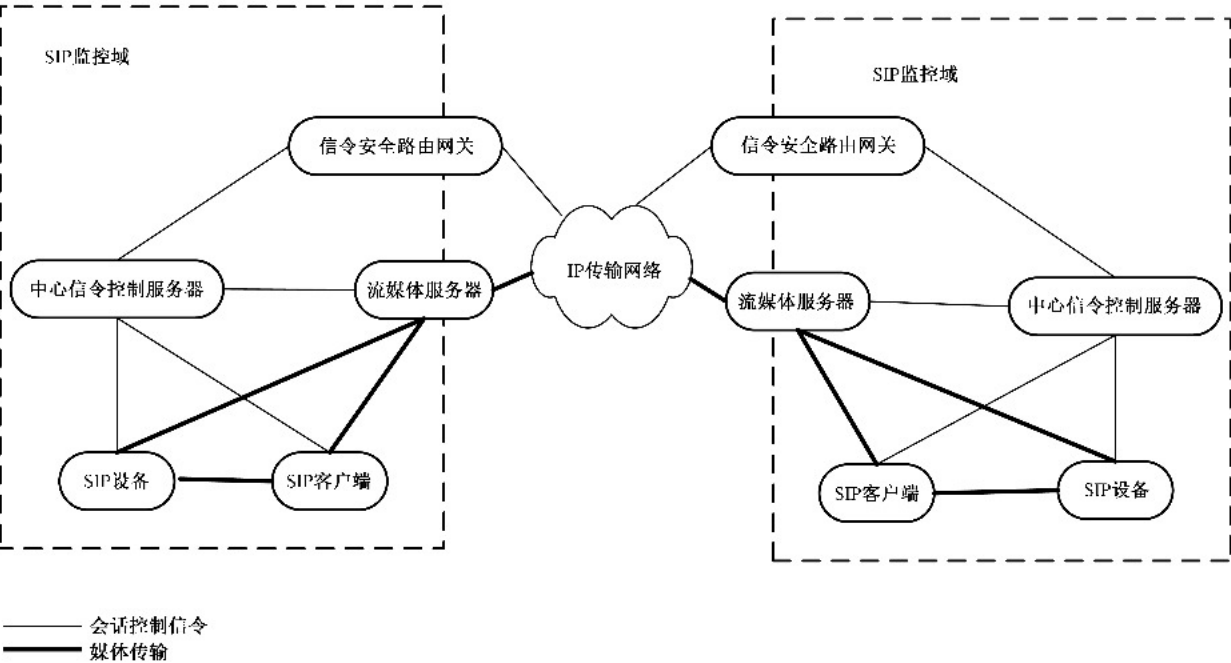 SIP监控域
SIP监控域
信令安全路由网关
信令安全路由网关
IP传输网络
中心信令控制服务器
流媒体服务器
流媒体服务器
中心信令控制服务器
SIP设备
SIP客户端
SIP客户端
SIP设备
会话控制信令
媒体传输